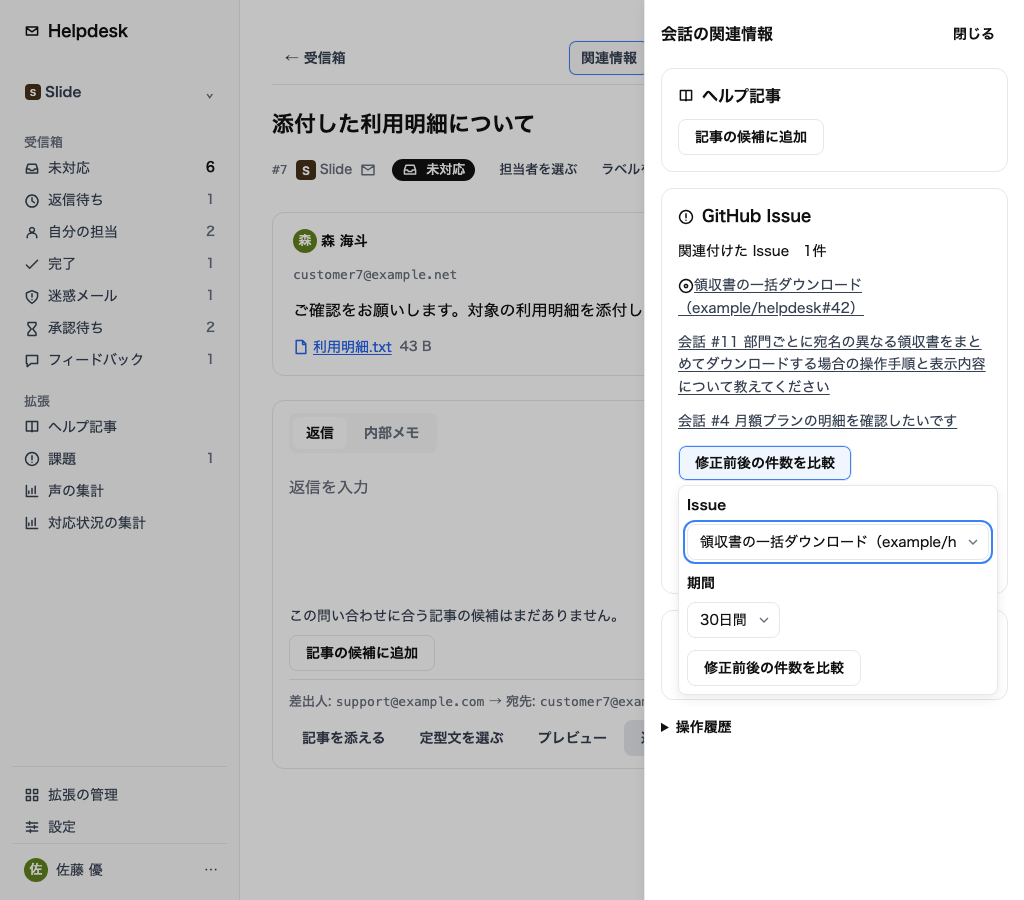 Helpdesk
S Slide
受信箱
未対応 6
返信待ち 1
自分の担当 2
完了 1
迷惑メール 1
承認待ち 2
フィードバック 1
拡張
ヘルプ記事
課題 1
声の集計
対応状況の集計
拡張の管理
設定
佐 佐藤 優 …
← 受信箱
関連情報
添付した利用明細について
#7 S Slide 未対応 担当者を選ぶ ラベル
森 森 海斗
customer7@example.net
ご確認をお願いします。対象の利用明細を添付し
利用明細.txt 43 B
返信 内部メモ
返信を入力
この問い合わせに合う記事の候補はまだありません。
記事の候補に追加
差出人: support@example.com → 宛先: customer7@exa
記事を添える 定型文を選ぶ プレビュー
会話の関連情報 閉じる
ヘルプ記事
記事の候補に追加
GitHub Issue
関連付けた Issue 1件
領収書の一括ダウンロード
（example/helpdesk#42）
会話 #11 部門ごとに宛名の異なる領収書をまと
めてダウンロードする場合の操作手順と表示内容
について教えてください
会話 #4 月額プランの明細を確認したいです
修正前後の件数を比較
Issue
領収書の一括ダウンロード（example/h
期間
30日間
修正前後の件数を比較
▶ 操作履歴